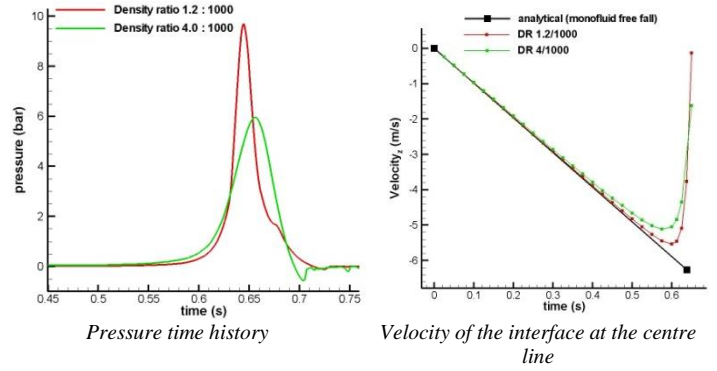 Density ratio 1.2 : 1000
Density ratio 4.0 : 1000
10
8
6
4
2
0
pressure (bar)
0.45
0.5
0.55
0.6
0.65
0.7
0.75
time (s)
Pressure time history
analytical (monofluid free fall)
DR 1.2/1000
DR 4/1000
0
-1
-2
-3
-4
-5
-6
Velocity_z (m/s)
0
0.1
0.2
0.3
0.4
0.5
0.6
time (s)
Velocity of the interface at the centre
line